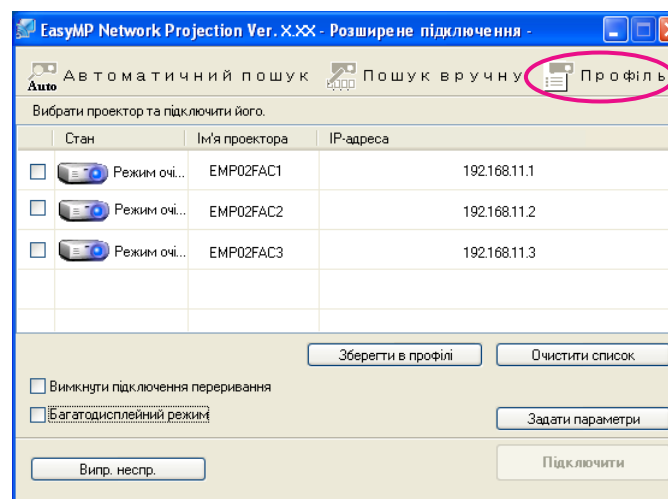 EasyMP Network Projection Ver. X.XX - Розширене підключення -
Auto Автоматичний пошук Пошук вручну Профіль
Вибрати проектор та підключити його.
Стан Ім'я проектора IP-адреса
Режим очі... EMP02FAC1 192.168.11.1
Режим очі... EMP02FAC2 192.168.11.2
Режим очі... EMP02FAC3 192.168.11.3
Зберегти в профілі Очистити список
Вимкнути підключення переривання
Багатодисплейний режим
Задати параметри
Випр. неспр. Підключити